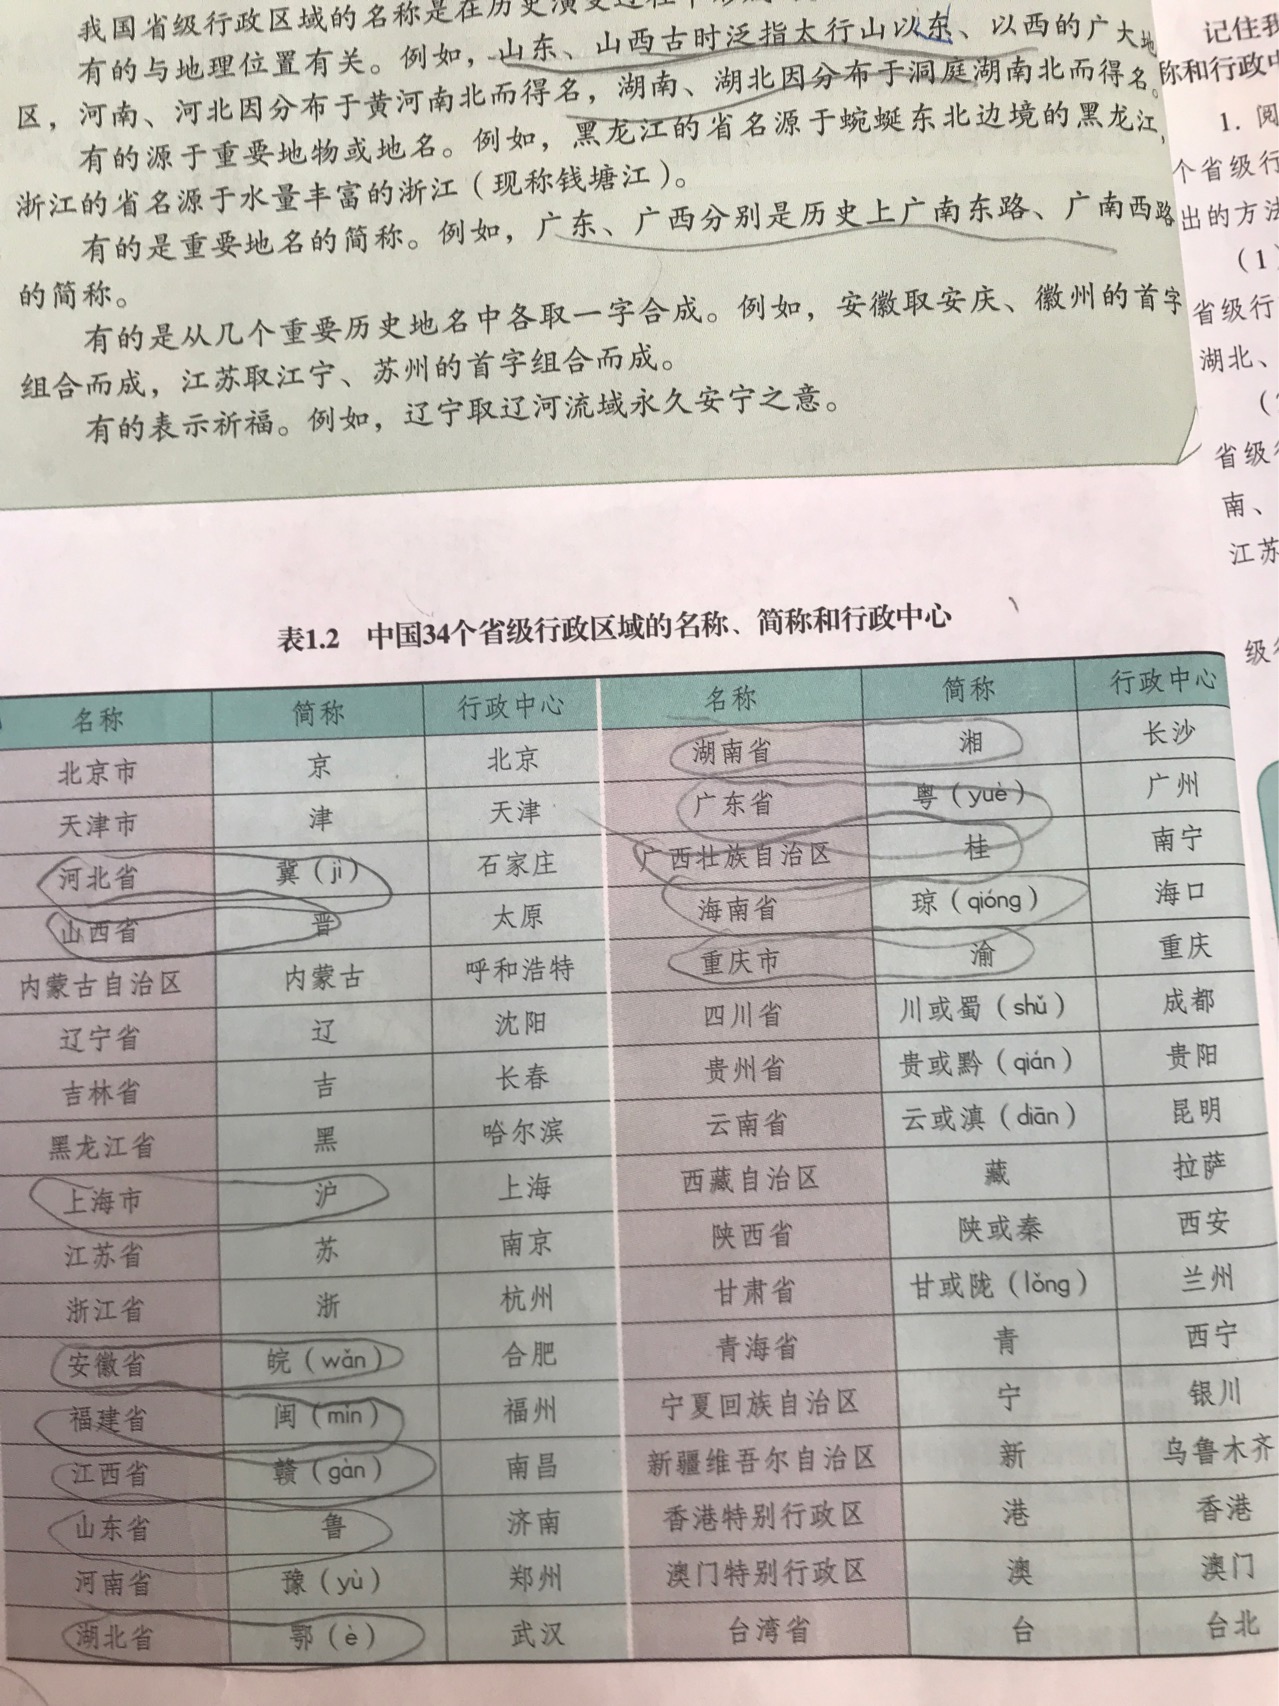 我国省级行政区域的名称是在历史演变过程中形成
有的与地理位置有关。例如，山东、山西古时泛指太行山以东、以西的广大地
区，河南、河北因分布于黄河南北而得名，湖南、湖北因分布于洞庭湖南北而得名。
有的源于重要地物或地名。例如，黑龙江的省名源于蜿蜒东北边境的黑龙江，
浙江的省名源于水量丰富的浙江（现称钱塘江）。
有的是重要地名的简称。例如，广东、广西分别是历史上广南东路、广南西路
的简称。
有的是从几个重要历史地名中各取一字合成。例如，安徽取安庆、徽州的首字
组合而成，江苏取江宁、苏州的首字组合而成。
有的表示祈福。例如，辽宁取辽河流域永久安宁之意。
表1.2 中国34个省级行政区域的名称、简称和行政中心
名称 简称 行政中心 名称 简称 行政中心
北京市 京 北京 湖南省 湘 长沙
天津市 津 天津 广东省 粤（yuè） 广州
河北省 冀（jì） 石家庄 广西壮族自治区 桂 南宁
山西省 晋 太原 海南省 琼（qióng） 海口
内蒙古自治区 内蒙古 呼和浩特 重庆市 渝 重庆
辽宁省 辽 沈阳 四川省 川或蜀（shǔ） 成都
吉林省 吉 长春 贵州省 贵或黔（qián） 贵阳
黑龙江省 黑 哈尔滨 云南省 云或滇（diān） 昆明
上海市 沪 上海 西藏自治区 藏 拉萨
江苏省 苏 南京 陕西省 陕或秦 西安
浙江省 浙 杭州 甘肃省 甘或陇（lǒng） 兰州
安徽省 皖（wǎn） 合肥 青海省 青 西宁
福建省 闽（mǐn） 福州 宁夏回族自治区 宁 银川
江西省 赣（gàn） 南昌 新疆维吾尔自治区 新 乌鲁木齐
山东省 鲁 济南 香港特别行政区 港 香港
河南省 豫（yù） 郑州 澳门特别行政区 澳 澳门
湖北省 鄂（è） 武汉 台湾省 台 台北
记住我
称和行政中
1. 阅
个省级行
出的方法
（1）
省级行
湖北、
省级
南、
江苏
级